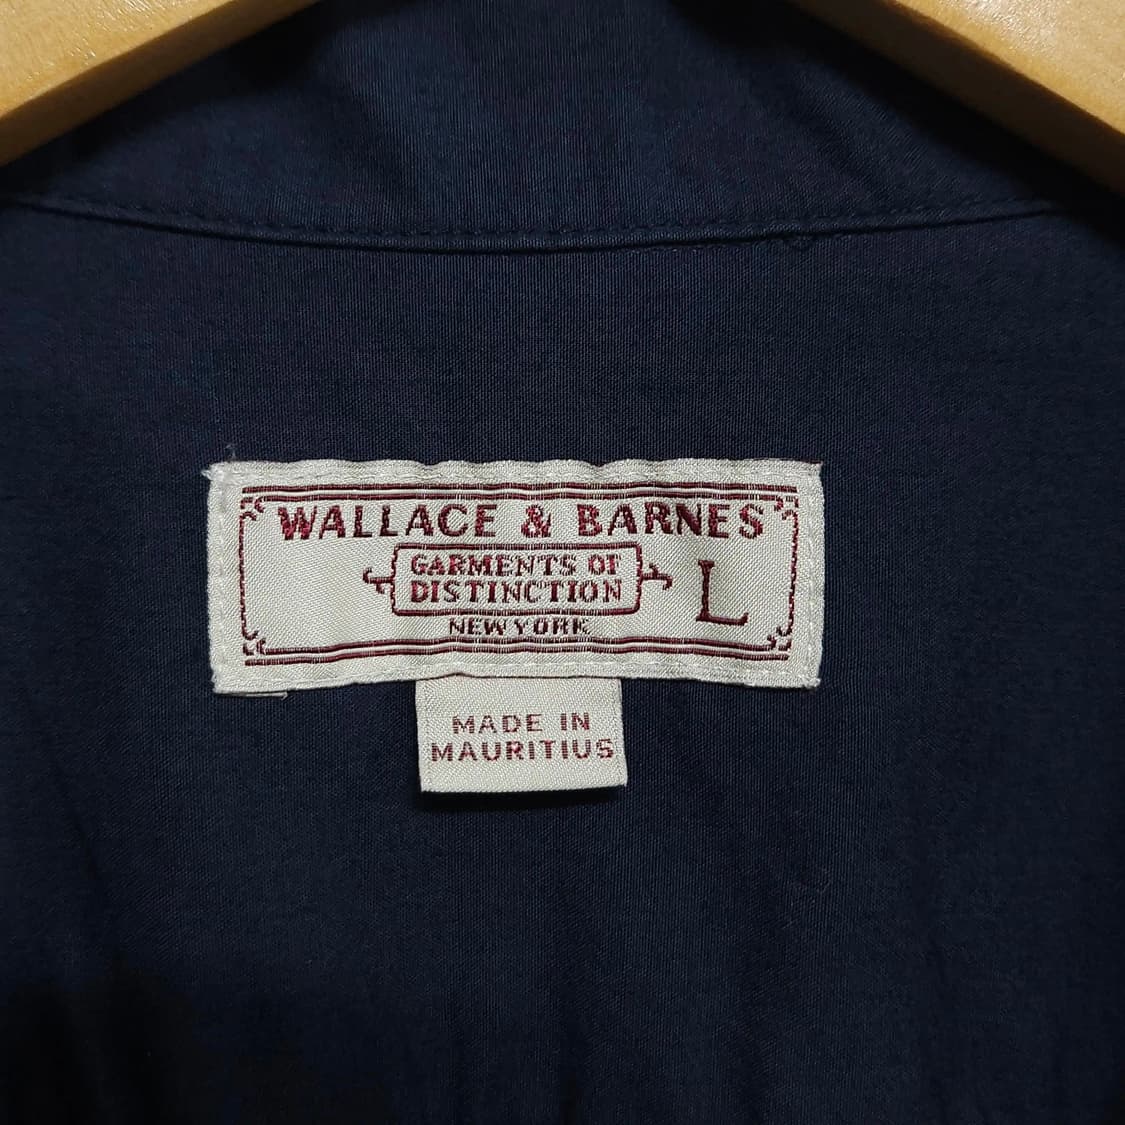 WALLACE & BARNES
GARMENTS OF
DISTINCTION
L
NEW YORK
MADE IN
MAURITIUS